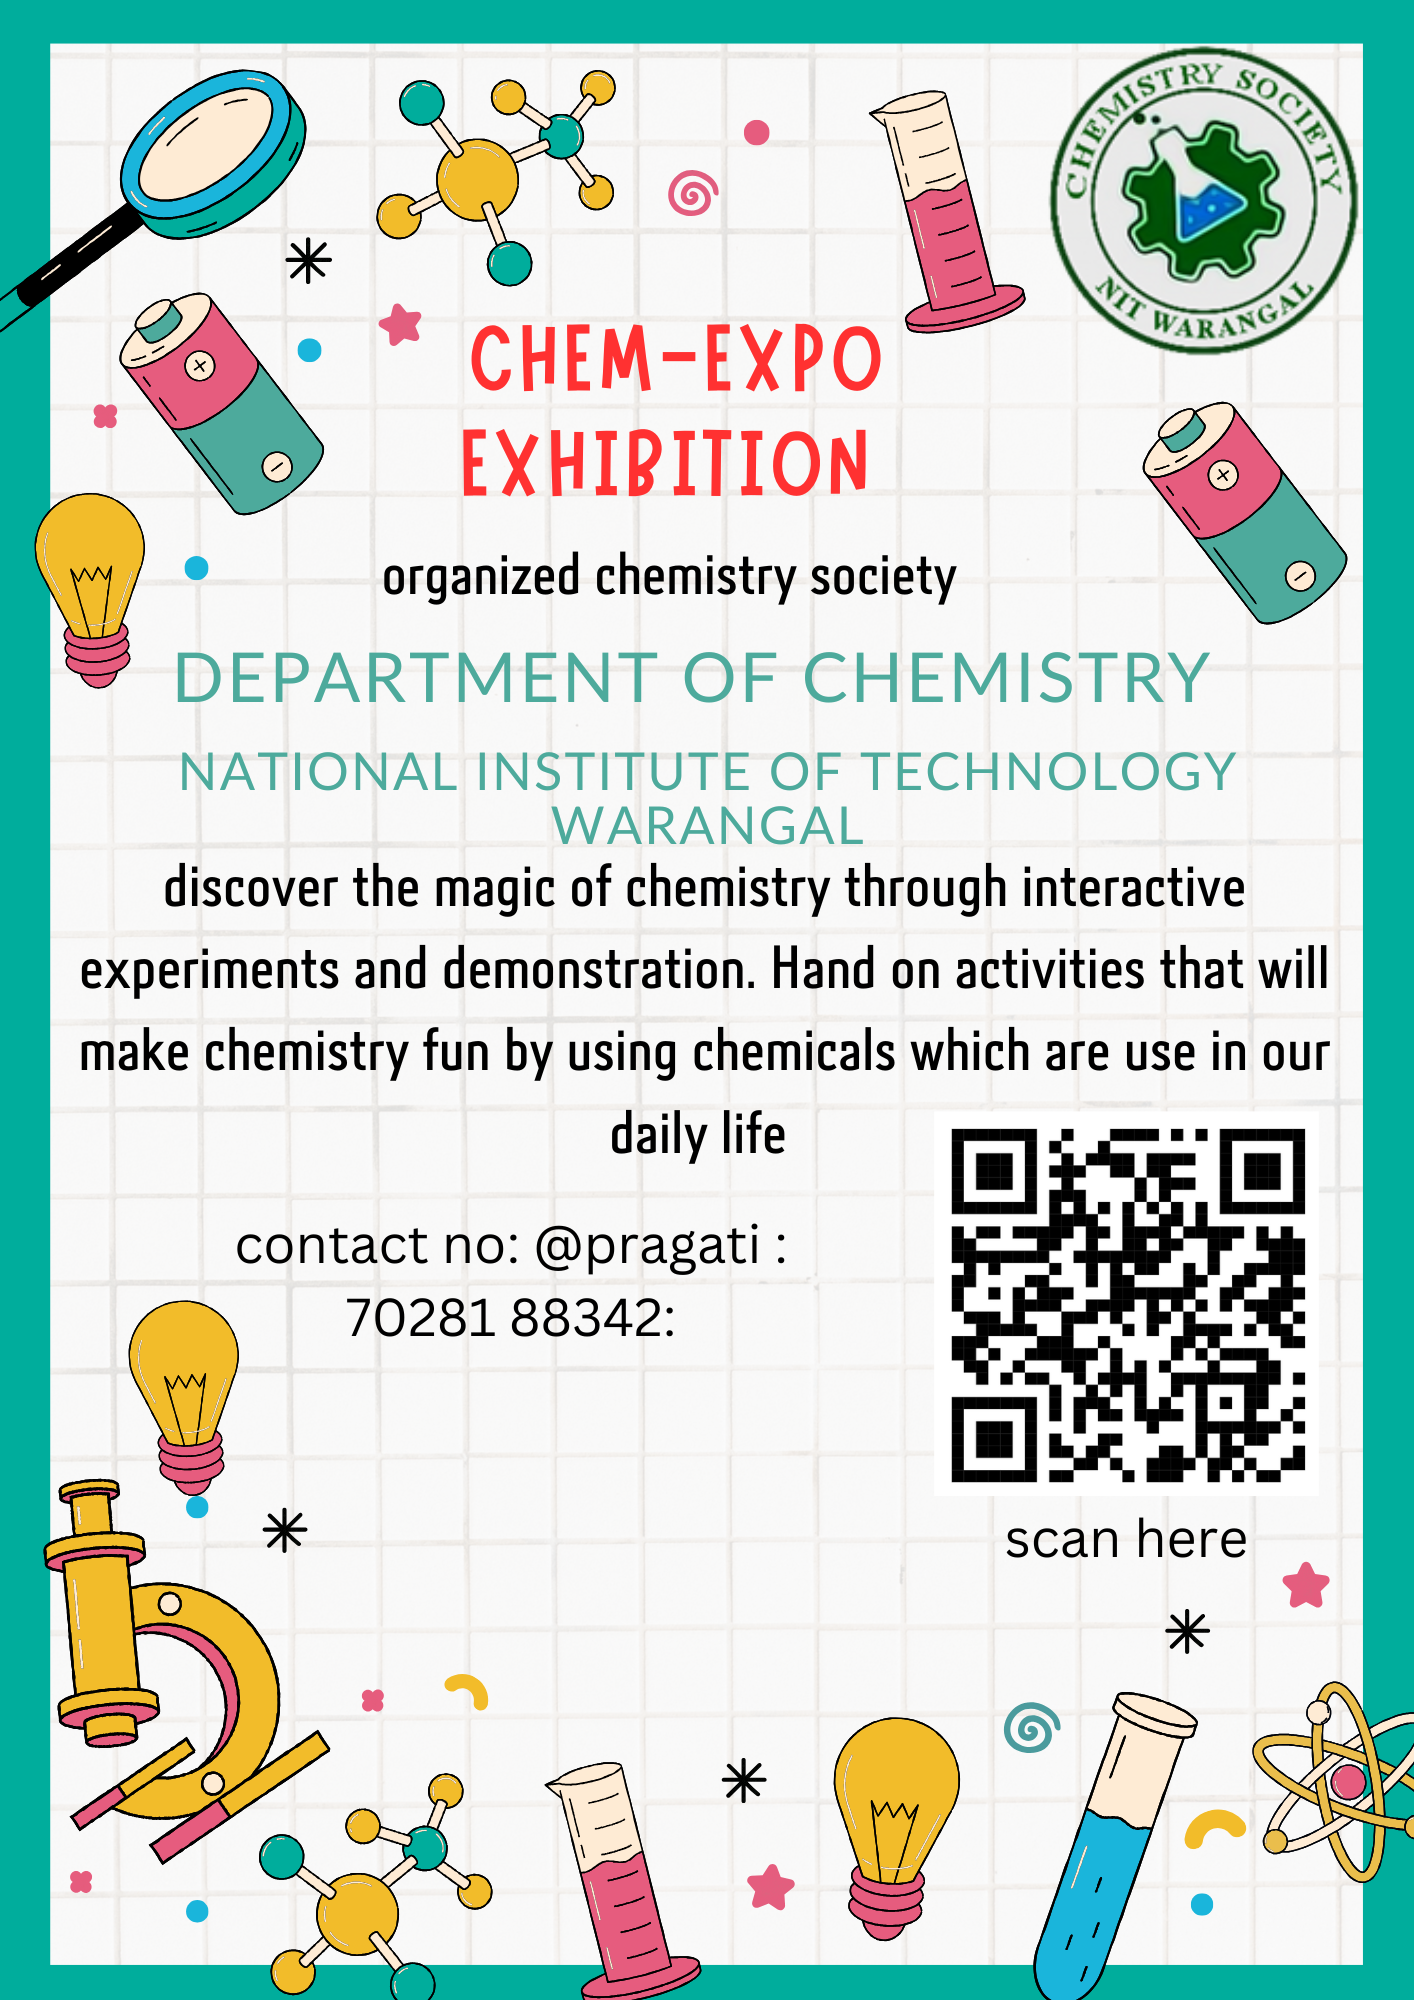 CHEMISTRY SOCIETY
NIT WARANGAL
CHEM-EXPO
EXHIBITION
organized chemistry society
DEPARTMENT OF CHEMISTRY
NATIONAL INSTITUTE OF TECHNOLOGY
WARANGAL
discover the magic of chemistry through interactive
experiments and demonstration. Hand on activities that will
make chemistry fun by using chemicals which are use in our
daily life
contact no: @pragati :
70281 88342:
scan here